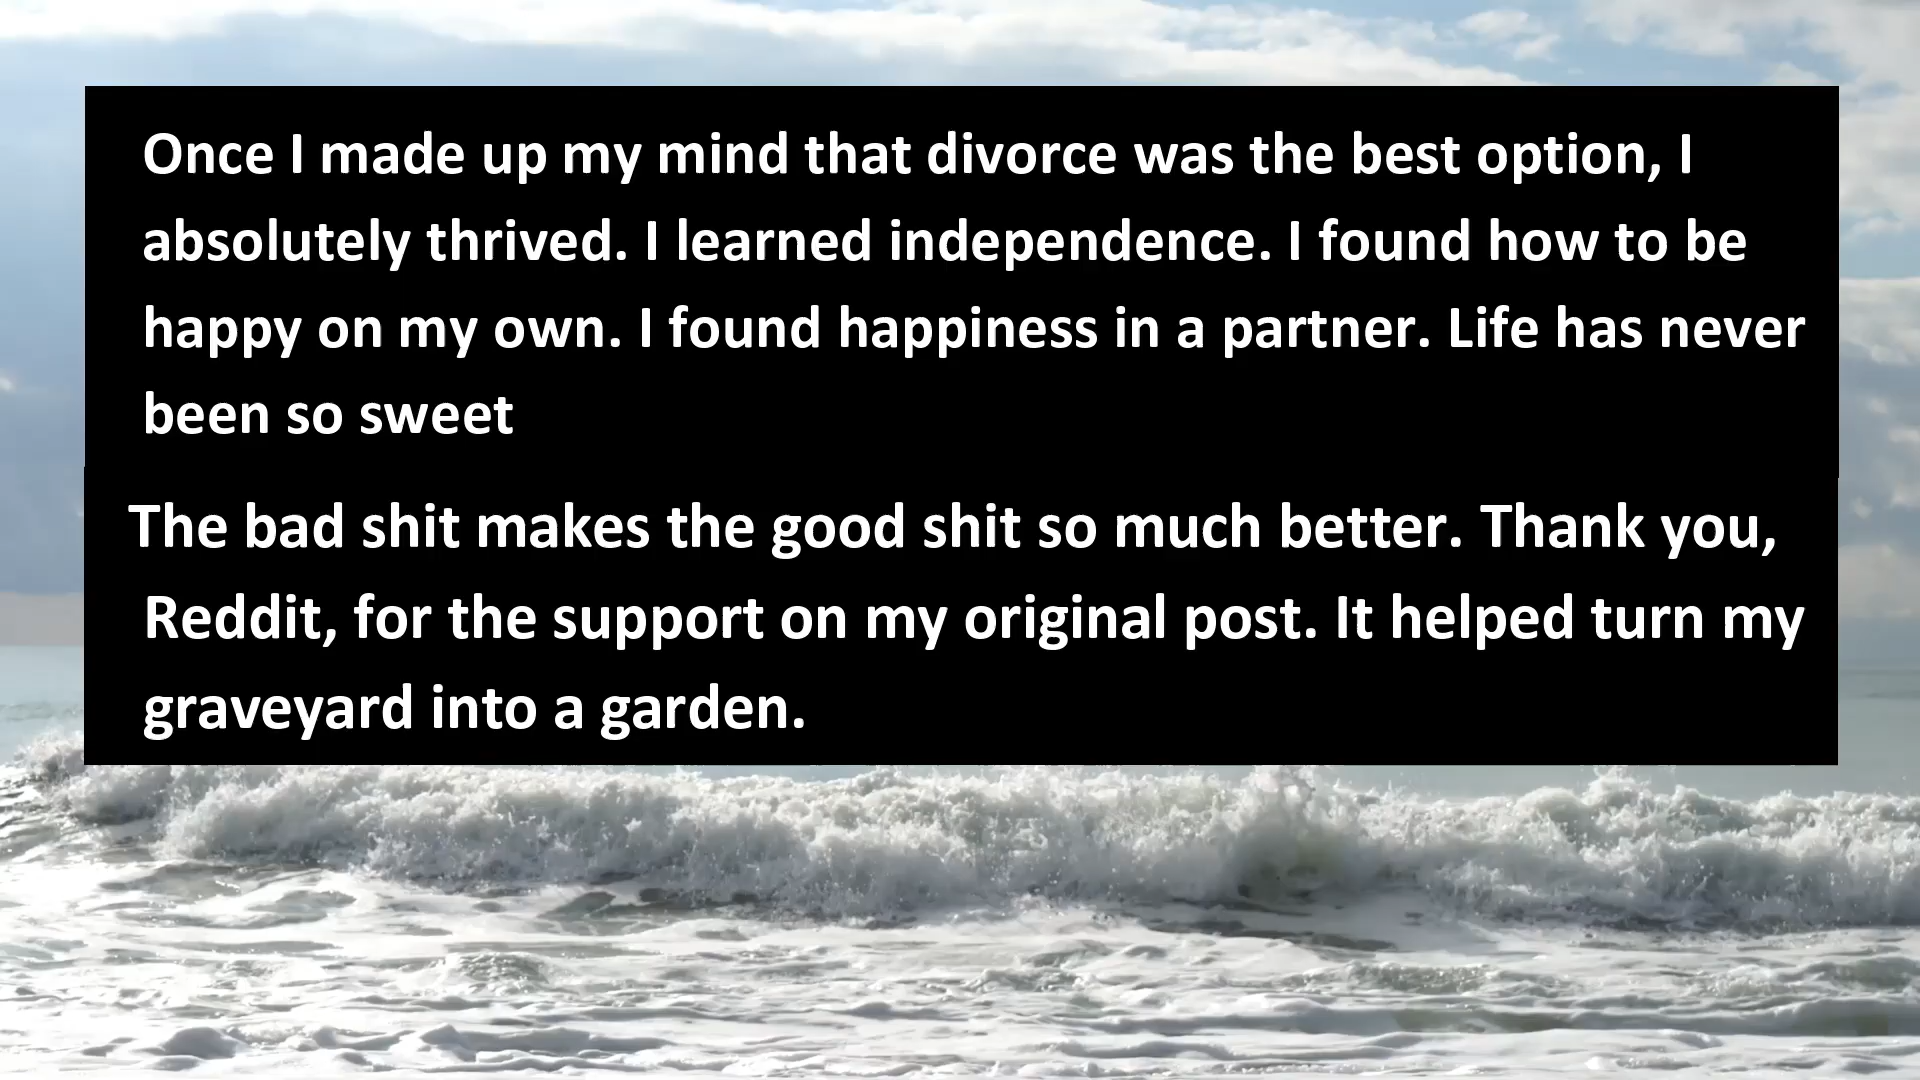 Once I made up my mind that divorce was the best option, I
absolutely thrived. I learned independence. I found how to be
happy on my own. I found happiness in a partner. Life has never
been so sweet
The bad shit makes the good shit so much better. Thank you,
Reddit, for the support on my original post. It helped turn my
graveyard into a garden.